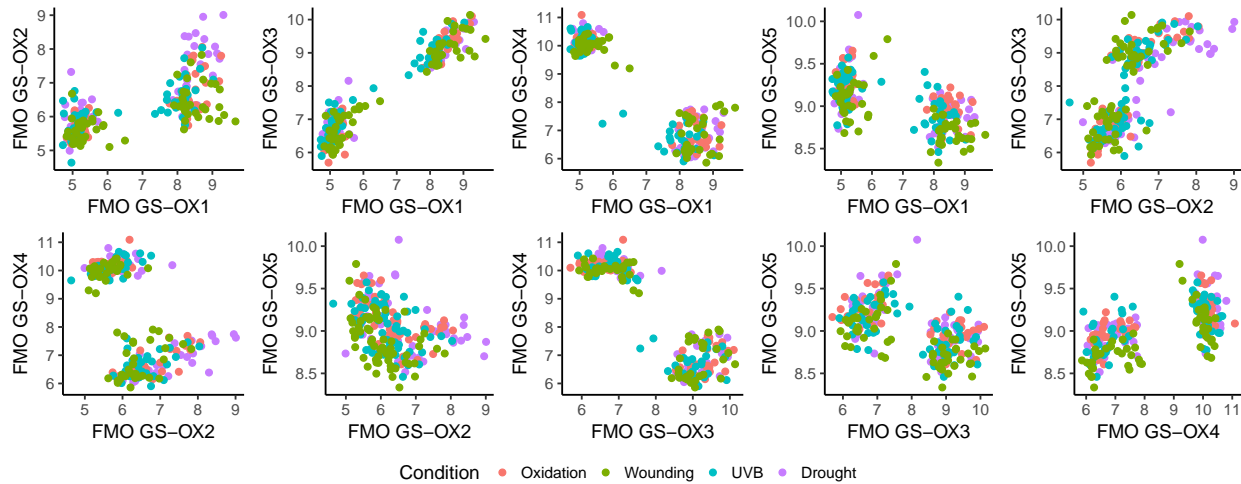 9
8
7
6
5
5 6 7 8 9
FMO GS−OX1
FMO GS−OX2
10
9
8
7
6
5 6 7 8 9
FMO GS−OX1
FMO GS−OX3
11
10
9
8
7
6
5 6 7 8 9
FMO GS−OX1
FMO GS−OX4
10.0
9.5
9.0
8.5
5 6 7 8 9
FMO GS−OX1
FMO GS−OX5
10
9
8
7
6
5 6 7 8 9
FMO GS−OX2
FMO GS−OX3
11
10
9
8
7
6
5 6 7 8 9
FMO GS−OX2
FMO GS−OX4
10.0
9.5
9.0
8.5
5 6 7 8 9
FMO GS−OX2
FMO GS−OX5
11
10
9
8
7
6
6 7 8 9 10
FMO GS−OX3
FMO GS−OX4
10.0
9.5
9.0
8.5
6 7 8 9 10
FMO GS−OX3
FMO GS−OX5
10.0
9.5
9.0
8.5
6 7 8 9 10 11
FMO GS−OX4
FMO GS−OX5
Condition Oxidation Wounding UVB Drought